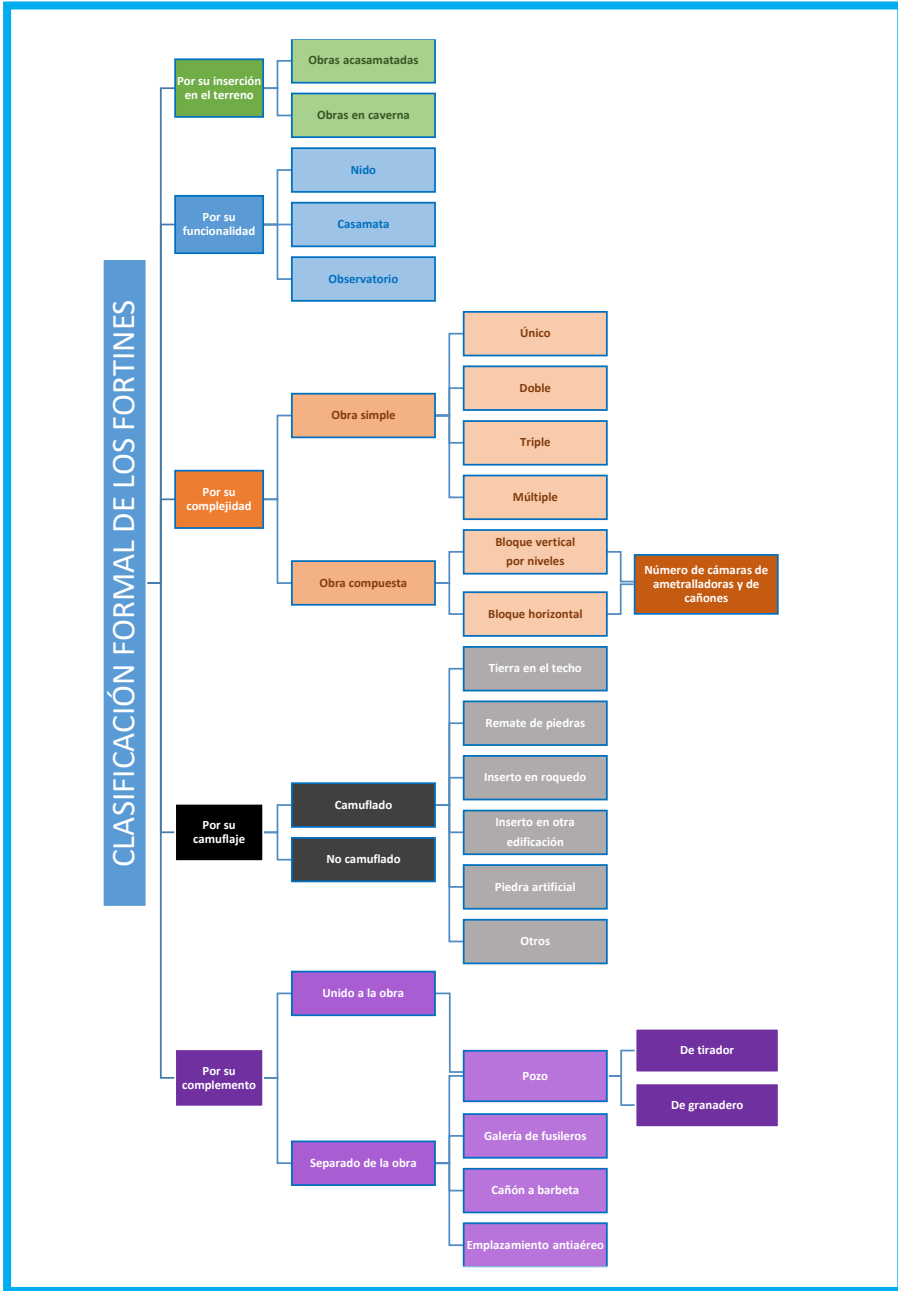 CLASIFICACIÓN FORMAL DE LOS FORTINES
Por su inserción
en el terreno
Obras acasamatadas
Obras en caverna
Por su
funcionalidad
Nido
Casamata
Observatorio
Por su
complejidad
Obra simple
Único
Doble
Triple
Múltiple
Obra compuesta
Bloque vertical
por niveles
Bloque horizontal
Número de cámaras de
ametralladoras y de
cañones
Por su
camuflaje
Camuflado
No camuflado
Tierra en el techo
Remate de piedras
Inserto en roquedo
Inserto en otra
edificación
Piedra artificial
Otros
Por su
complemento
Unido a la obra
Separado de la obra
Pozo
De tirador
De granadero
Galería de fusileros
Cañón a barbeta
Emplazamiento antiaéreo